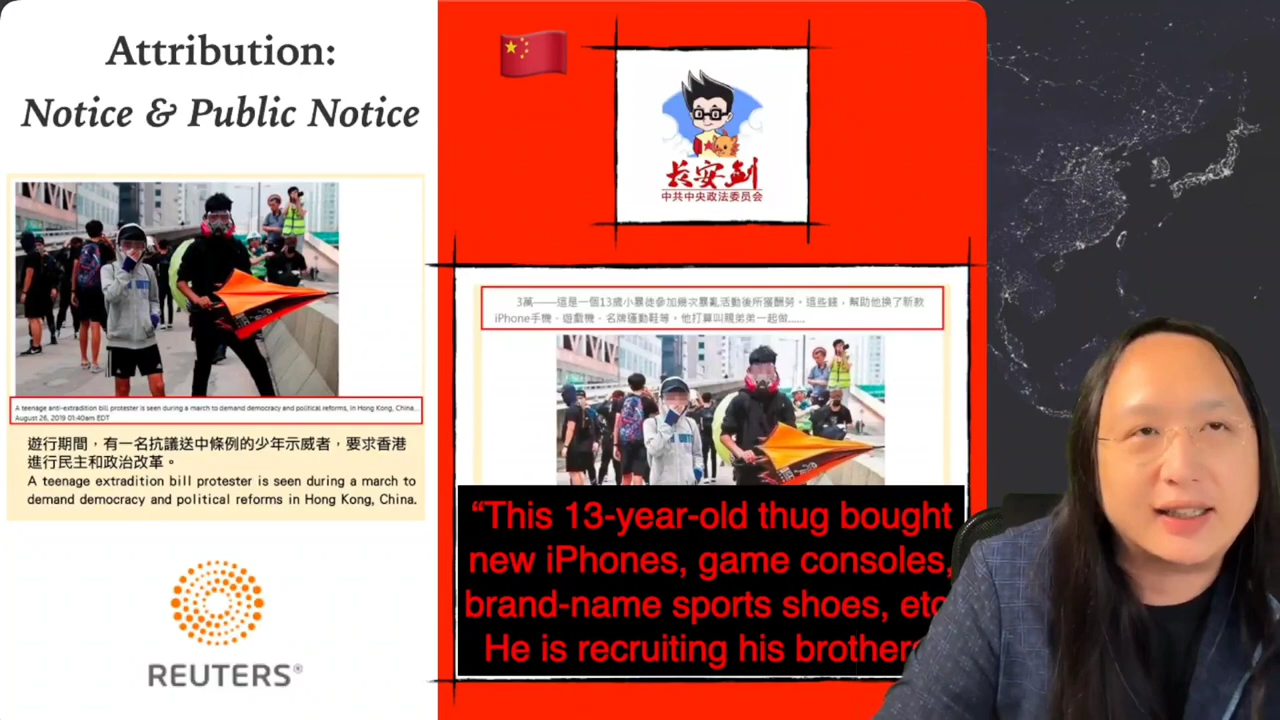 Attribution:
Notice & Public Notice
A teenage anti-extradition bill protester is seen during a march to demand democracy and political reforms, in Hong Kong, China...
August 26, 2019 01:40am EDT
遊行期間，有一名抗議送中條例的少年示威者，要求香港
進行民主和政治改革。
A teenage extradition bill protester is seen during a march to
demand democracy and political reforms in Hong Kong, China.
REUTERS®
长安剑
中共中央政法委员会
3萬——這是一個13歲小暴徒參加幾次暴亂活動後所獲酬勞，這些錢，幫助他換了新款
iPhone手機、遊戲機、名牌運動鞋等，他打算叫親弟弟一起做......
“This 13-year-old thug bought
new iPhones, game consoles,
brand-name sports shoes, etc
He is recruiting his brothers